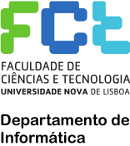 FCt
FACULDADE DE
CIÊNCIAS E TECNOLOGIA
UNIVERSIDADE NOVA DE LISBOA
Departamento de
Informática